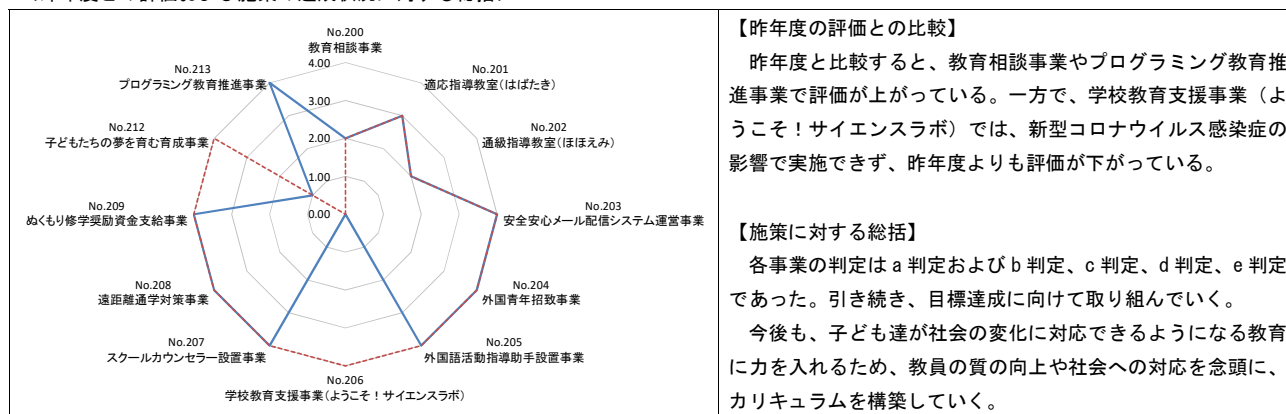 No.200
教育相談事業
4.00
3.00
2.00
1.00
0.00
No.201
適応指導教室(はばたき)
No.202
通級指導教室(ほほえみ)
No.203
安全安心メール配信システム運営事業
No.204
外国青年招致事業
No.205
外国語活動指導助手設置事業
No.206
学校教育支援事業(ようこそ！サイエンスラボ)
No.207
スクールカウンセラー設置事業
No.208
遠距離通学対策事業
No.209
ぬくもり修学奨励資金支給事業
No.212
子どもたちの夢を育む育成事業
No.213
プログラミング教育推進事業
【昨年度の評価との比較】
昨年度と比較すると、教育相談事業やプログラミング教育推
進事業で評価が上がっている。一方で、学校教育支援事業（よ
うこそ！サイエンスラボ）では、新型コロナウイルス感染症の
影響で実施できず、昨年度よりも評価が下がっている。
【施策に対する総括】
各事業の判定は a 判定および b 判定、c 判定、d 判定、e 判定
であった。引き続き、目標達成に向けて取り組んでいく。
今後も、子ども達が社会の変化に対応できるようになる教育
に力を入れるため、教員の質の向上や社会への対応を念頭に、
カリキュラムを構築していく。